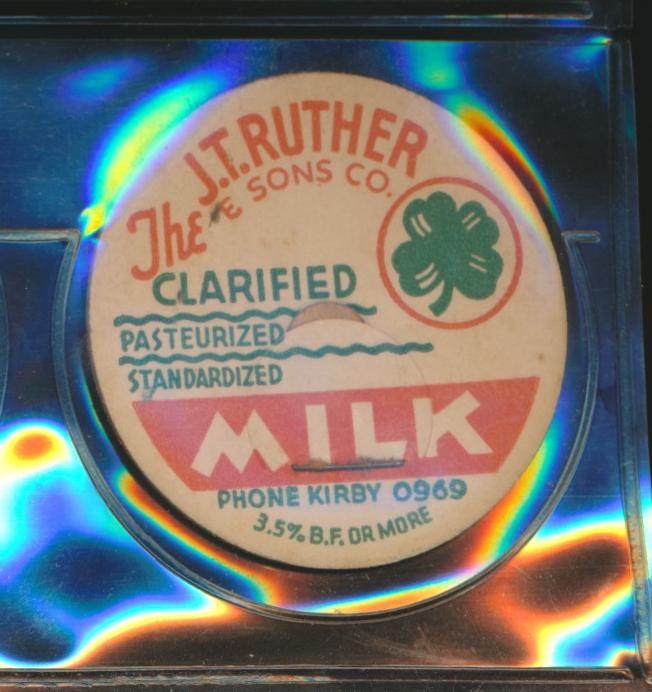 The J.T. RUTHER
& SONS CO.
CLARIFIED
PASTEURIZED
STANDARDIZED
MILK
PHONE KIRBY 0969
3.5% B.F. OR MORE